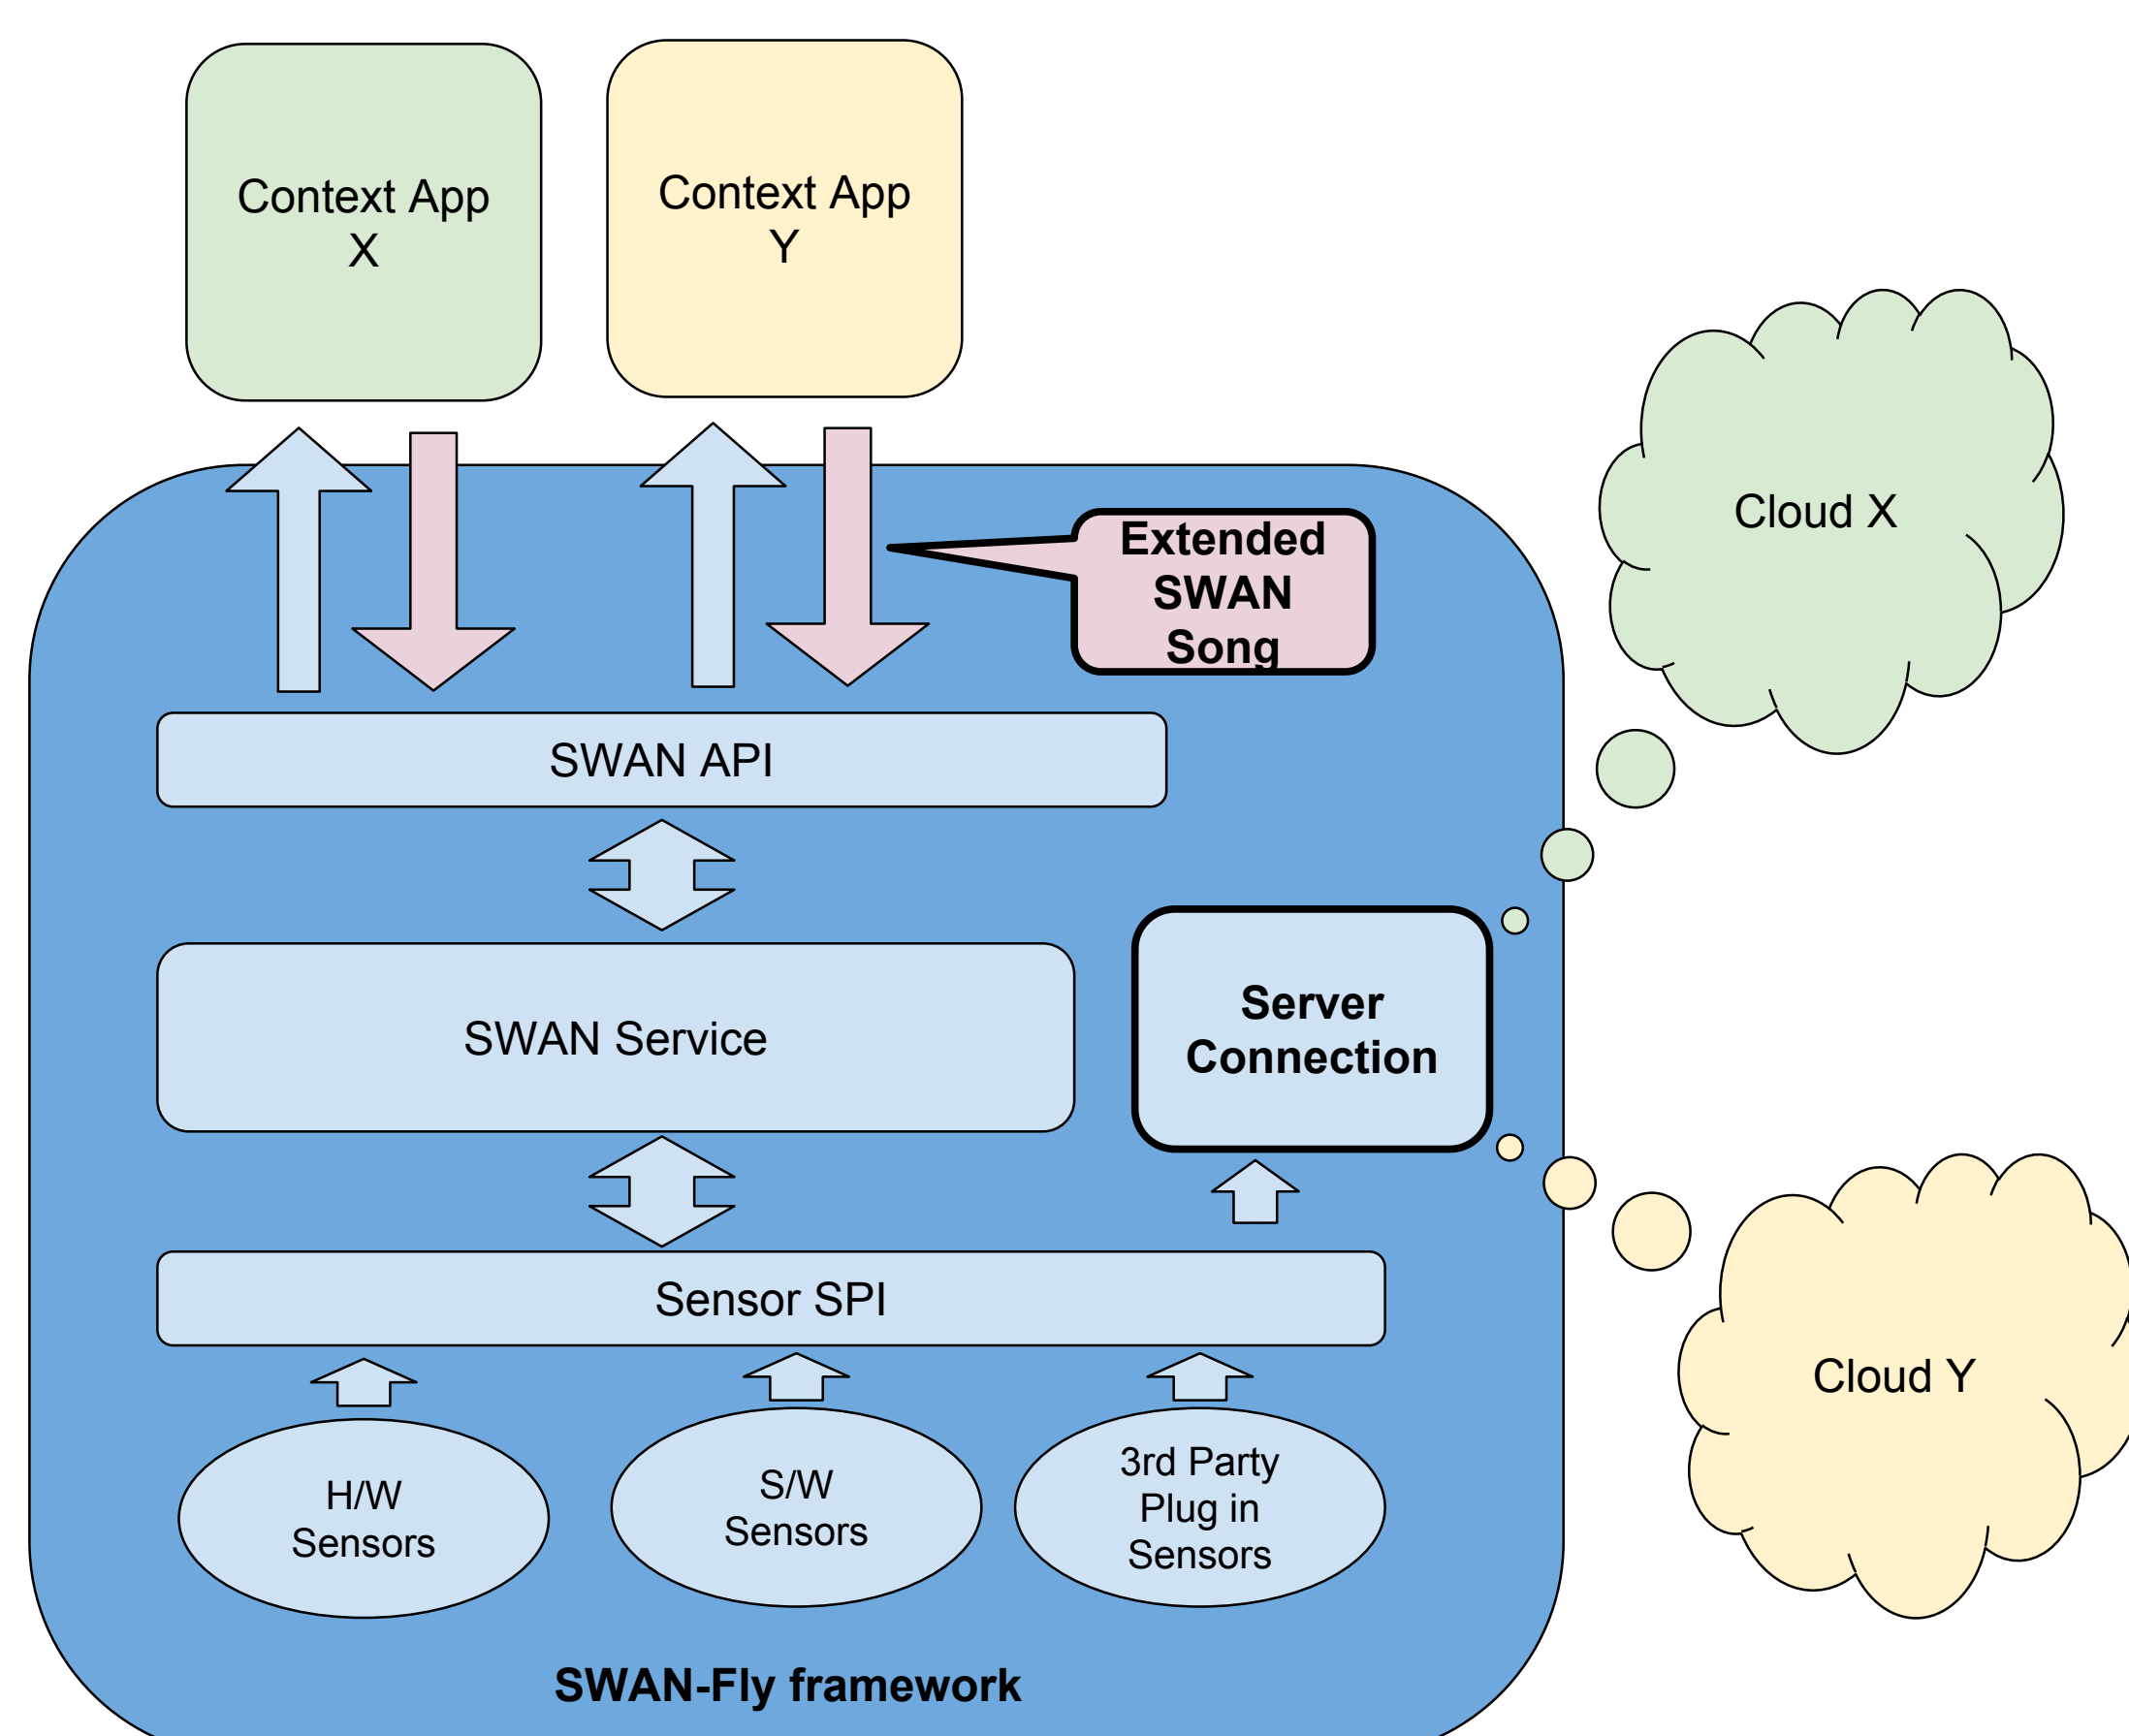 Context App
X
Context App
Y
Extended
SWAN
Song
Cloud X
SWAN API
SWAN Service
Server
Connection
Sensor SPI
Cloud Y
H/W
Sensors
S/W
Sensors
3rd Party
Plug in
Sensors
SWAN-Fly framework